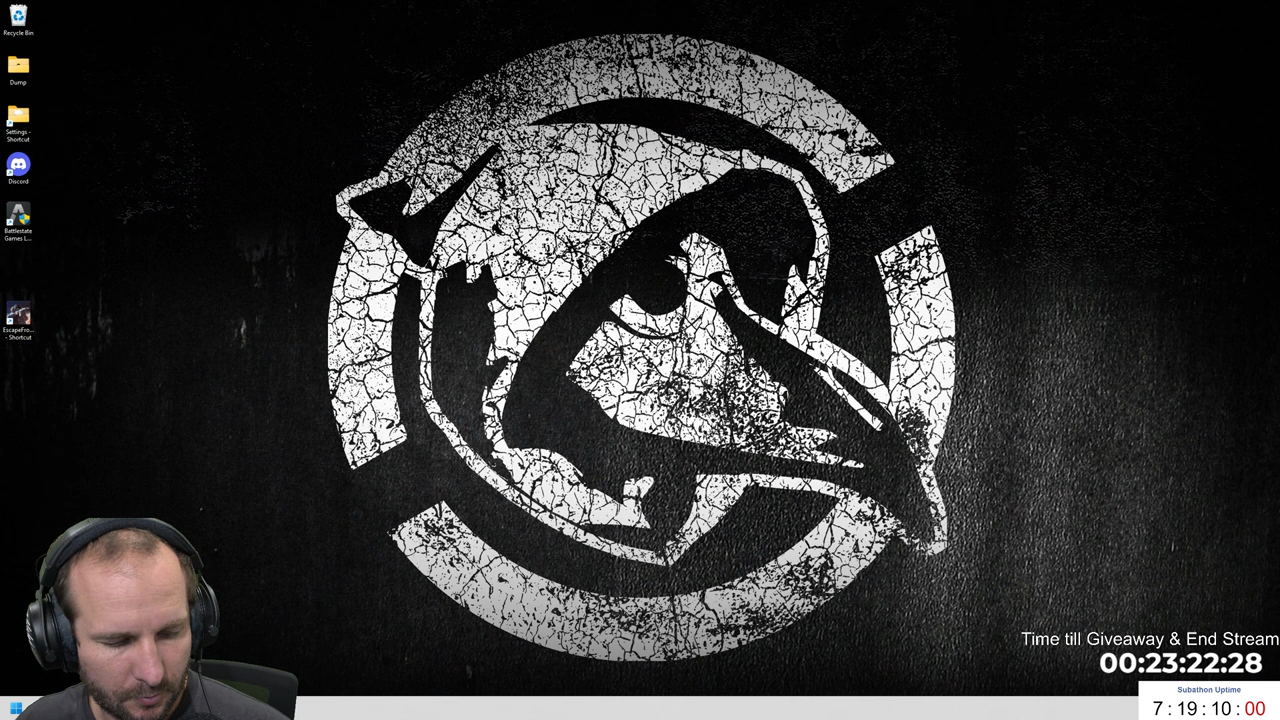 Recycle Bin
Dump
Settings -
Shortcut
Discord
Battlestate
Games L...
EscapeFro...
- Shortcut
Time till Giveaway & End Stream
00:23:22:28
Subathon Uptime
7 : 19 : 10 : 00